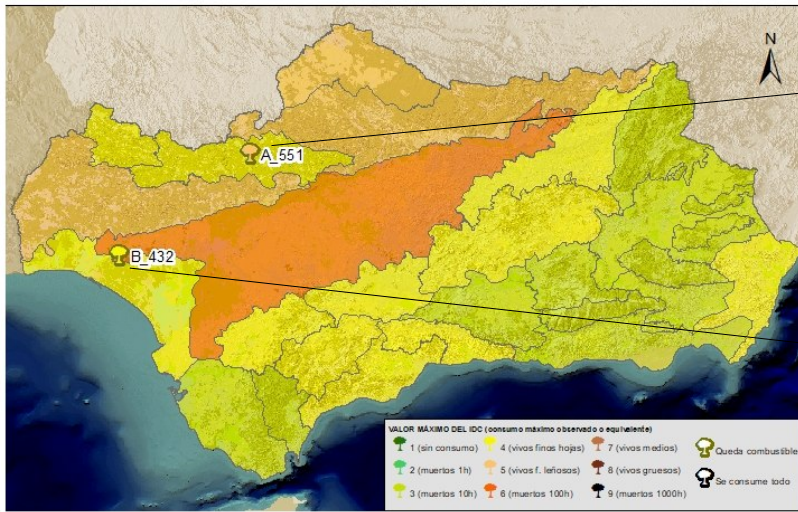 N
A_551
B_432
VALOR MÁXIMO DEL IDC (consumo máximo observado o equivalente)
1 (sin consumo)
4 (vivos finos hojas)
7 (vivos medios)
Queda combustible
2 (muertos 1h)
5 (vivos f. leñosos)
8 (vivos gruesos)
Se consume todo
3 (muertos 10h)
6 (muertos 100h)
9 (muertos 1000h)